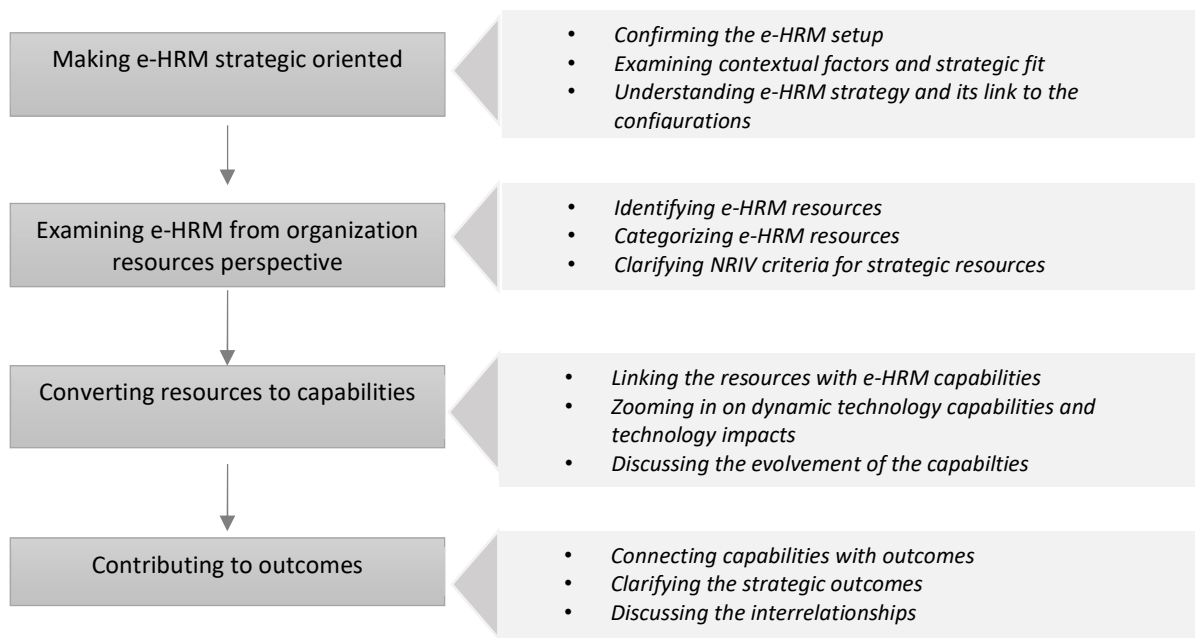 Making e-HRM strategic oriented
• Confirming the e-HRM setup
• Examining contextual factors and strategic fit
• Understanding e-HRM strategy and its link to the
configurations
Examining e-HRM from organization
resources perspective
• Identifying e-HRM resources
• Categorizing e-HRM resources
• Clarifying NRIV criteria for strategic resources
Converting resources to capabilities
• Linking the resources with e-HRM capabilities
• Zooming in on dynamic technology capabilities and
technology impacts
• Discussing the evolvement of the capabilties
Contributing to outcomes
• Connecting capabilities with outcomes
• Clarifying the strategic outcomes
• Discussing the interrelationships